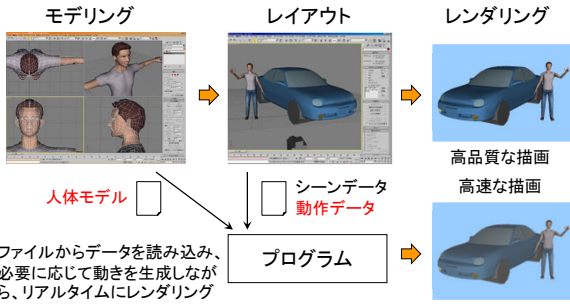 モデリング
レイアウト
レンダリング
高品質な描画
高速な描画
人体モデル
シーンデータ
動作データ
プログラム
ファイルからデータを読み込み、
必要に応じて動きを生成しなが
ら、リアルタイムにレンダリング